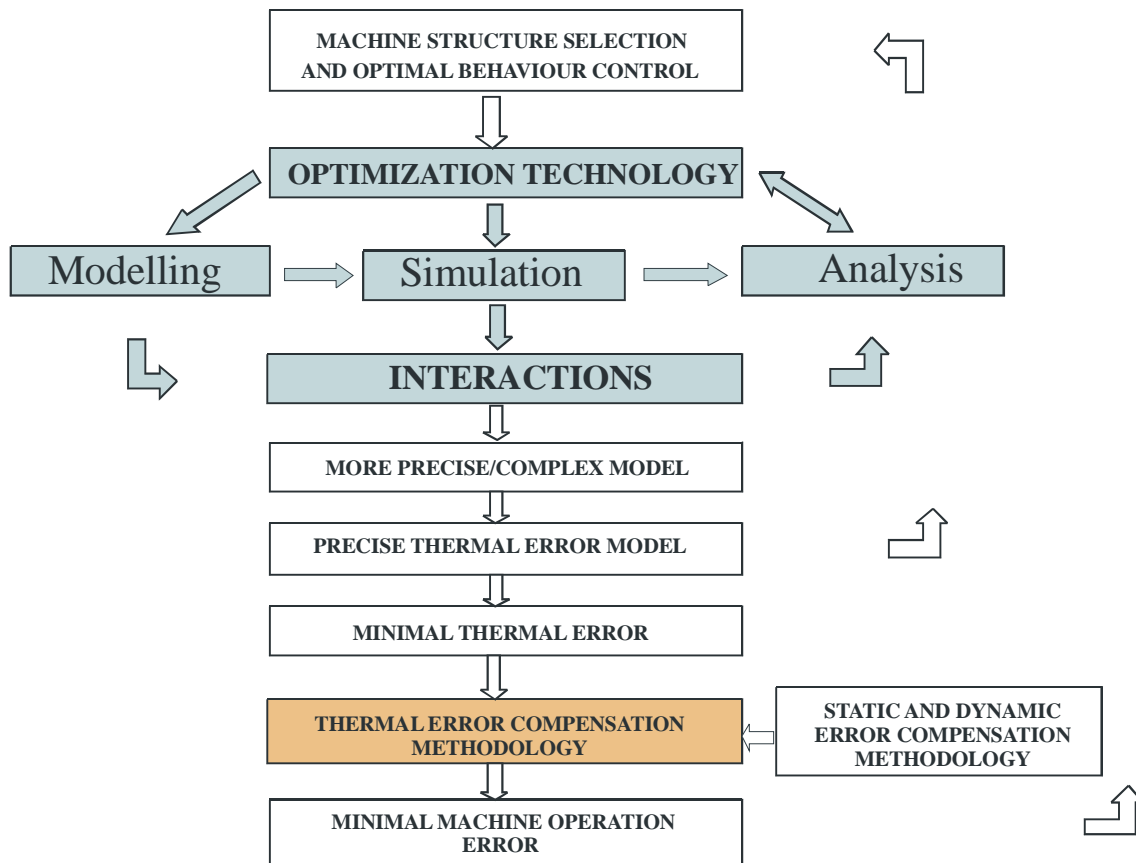 MACHINE STRUCTURE SELECTION
AND OPTIMAL BEHAVIOUR CONTROL
OPTIMIZATION TECHNOLOGY
Modelling
Simulation
Analysis
INTERACTIONS
MORE PRECISE/COMPLEX MODEL
PRECISE THERMAL ERROR MODEL
MINIMAL THERMAL ERROR
THERMAL ERROR COMPENSATION
METHODOLOGY
STATIC AND DYNAMIC
ERROR COMPENSATION
METHODOLOGY
MINIMAL MACHINE OPERATION
ERROR